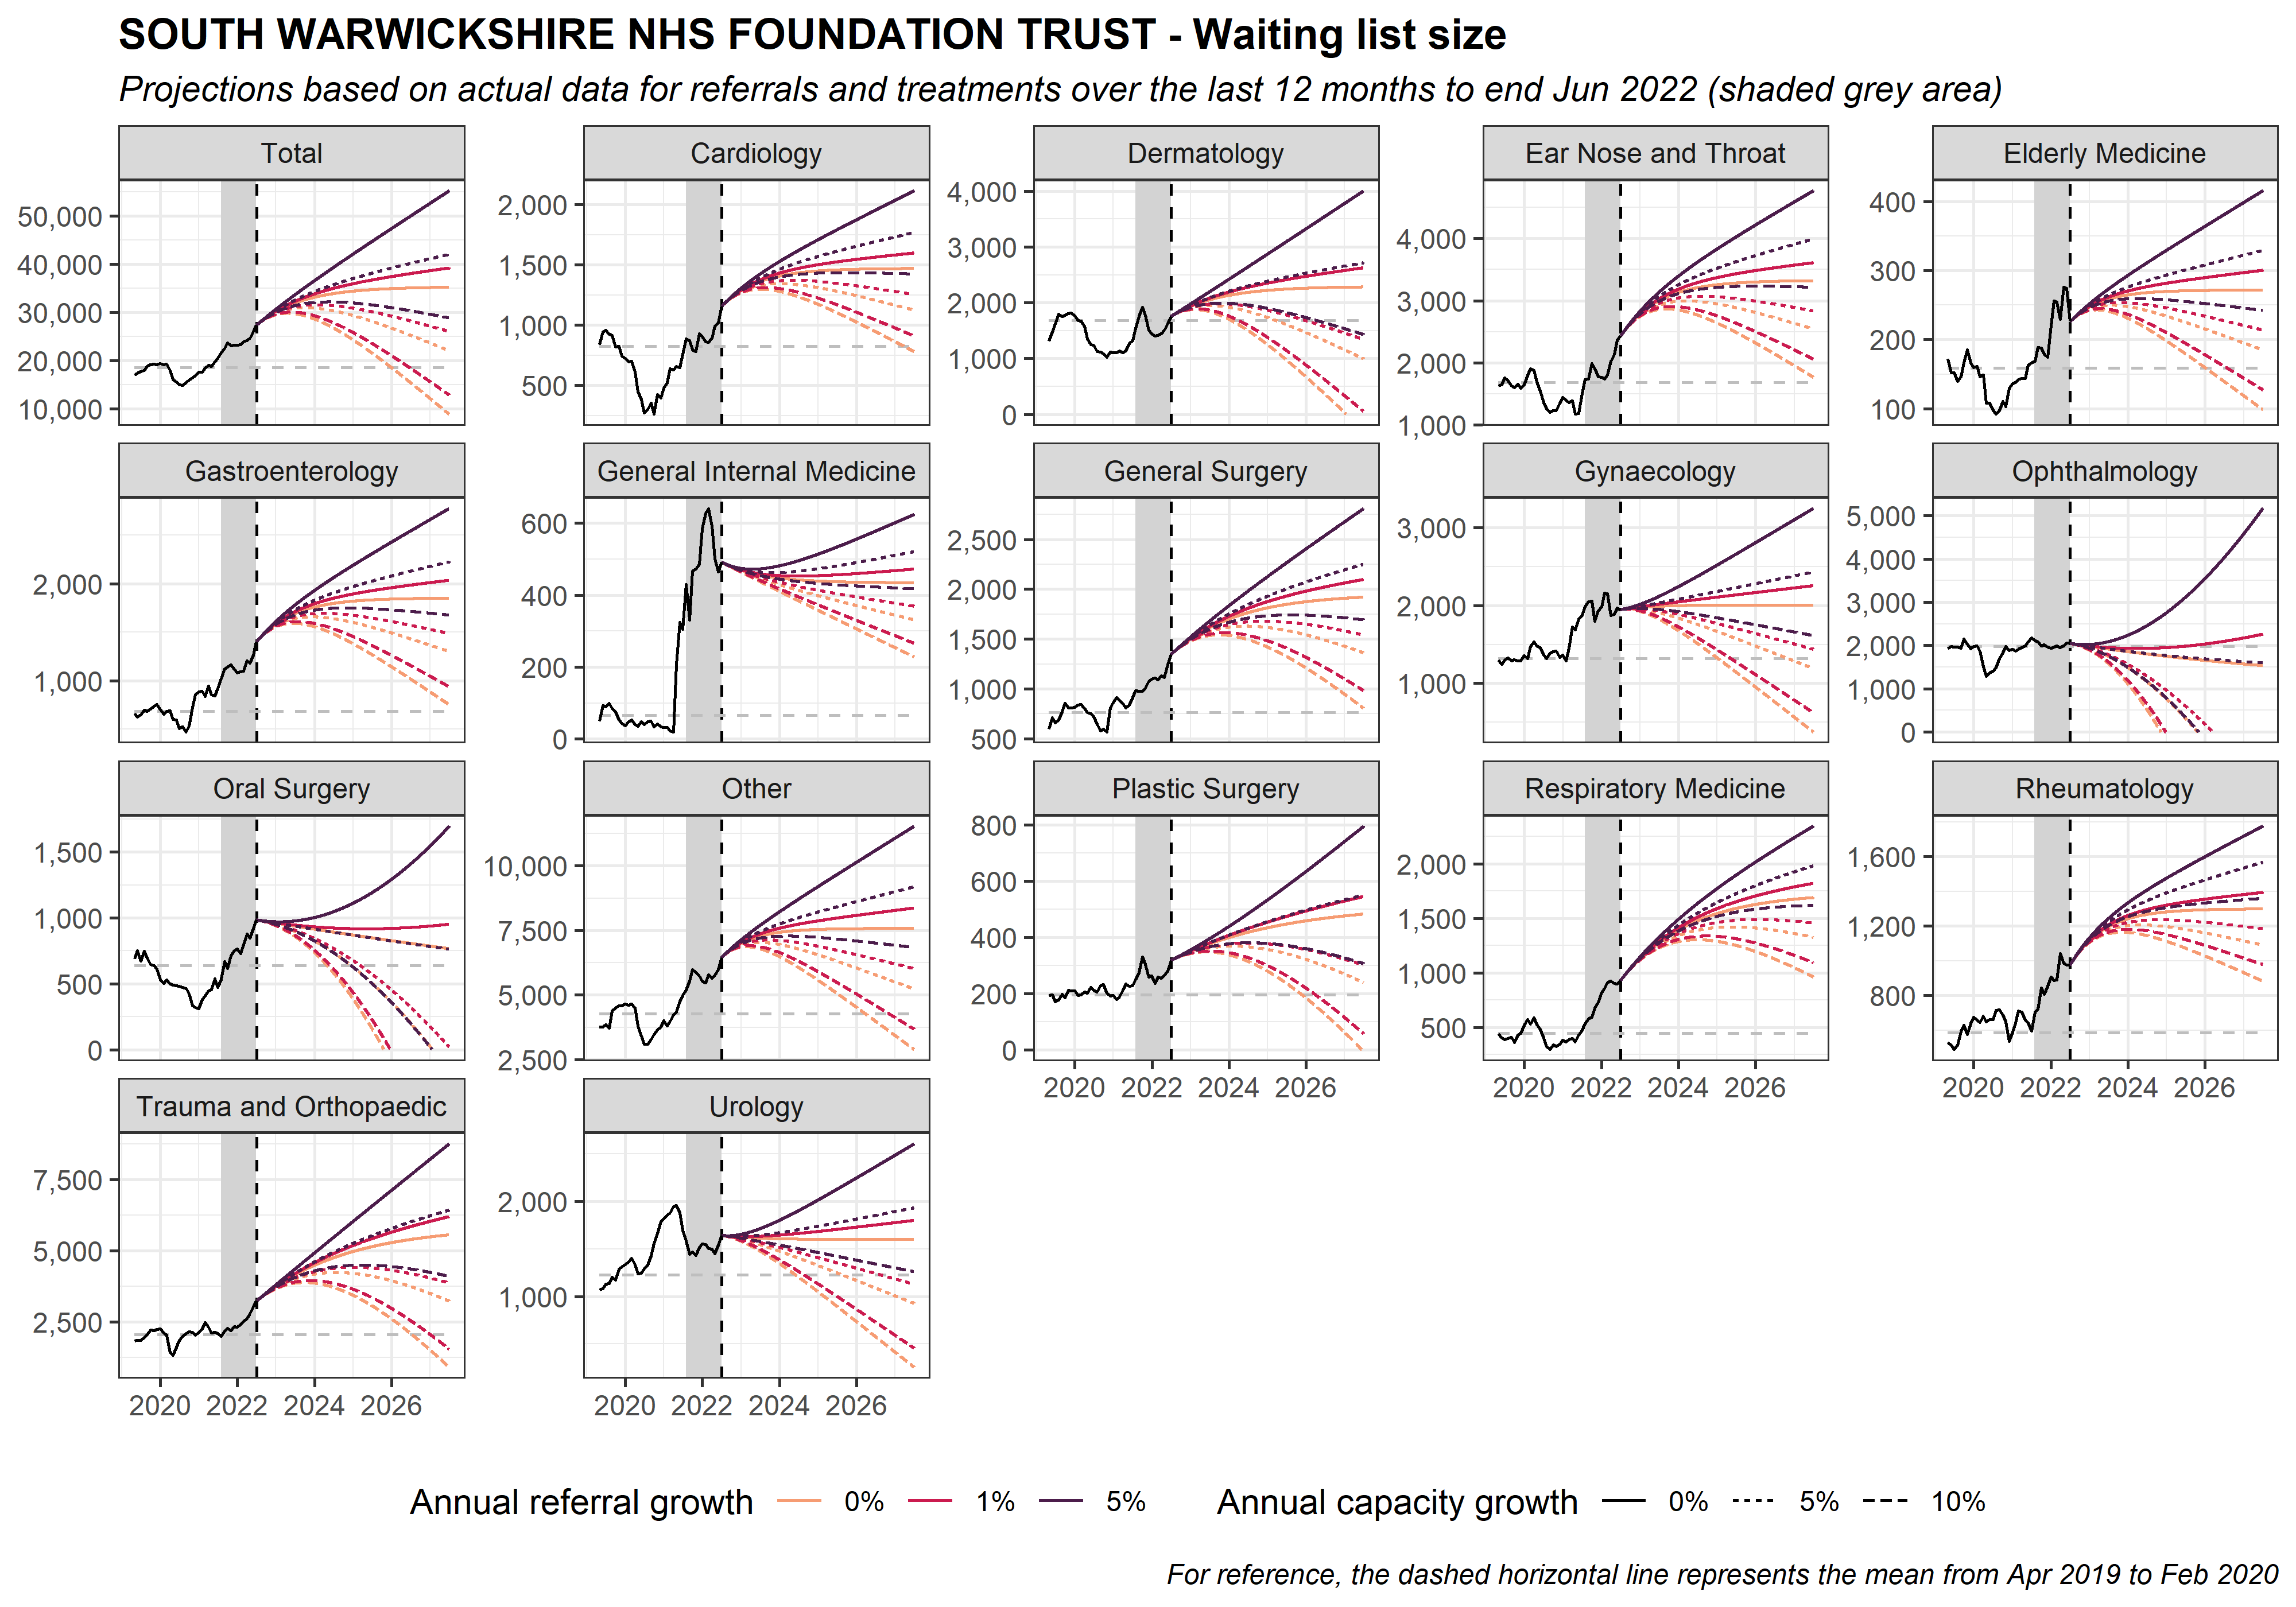 SOUTH WARWICKSHIRE NHS FOUNDATION TRUST - Waiting list size
Projections based on actual data for referrals and treatments over the last 12 months to end Jun 2022 (shaded grey area)
Total
50,000
40,000
30,000
20,000
10,000
Cardiology
2,000
1,500
1,000
500
Dermatology
4,000
3,000
2,000
1,000
0
Ear Nose and Throat
4,000
3,000
2,000
1,000
Elderly Medicine
400
300
200
100
Gastroenterology
2,000
1,000
General Internal Medicine
600
400
200
0
General Surgery
2,500
2,000
1,500
1,000
500
Gynaecology
3,000
2,000
1,000
Ophthalmology
5,000
4,000
3,000
2,000
1,000
0
Oral Surgery
1,500
1,000
500
0
Other
10,000
7,500
5,000
2,500
Plastic Surgery
800
600
400
200
0
2020 2022 2024 2026
Respiratory Medicine
2,000
1,500
1,000
500
2020 2022 2024 2026
Rheumatology
1,600
1,200
800
2020 2022 2024 2026
Trauma and Orthopaedic
7,500
5,000
2,500
2020 2022 2024 2026
Urology
2,000
1,000
2020 2022 2024 2026
Annual referral growth 0% 1% 5% Annual capacity growth 0% 5% 10%
For reference, the dashed horizontal line represents the mean from Apr 2019 to Feb 2020